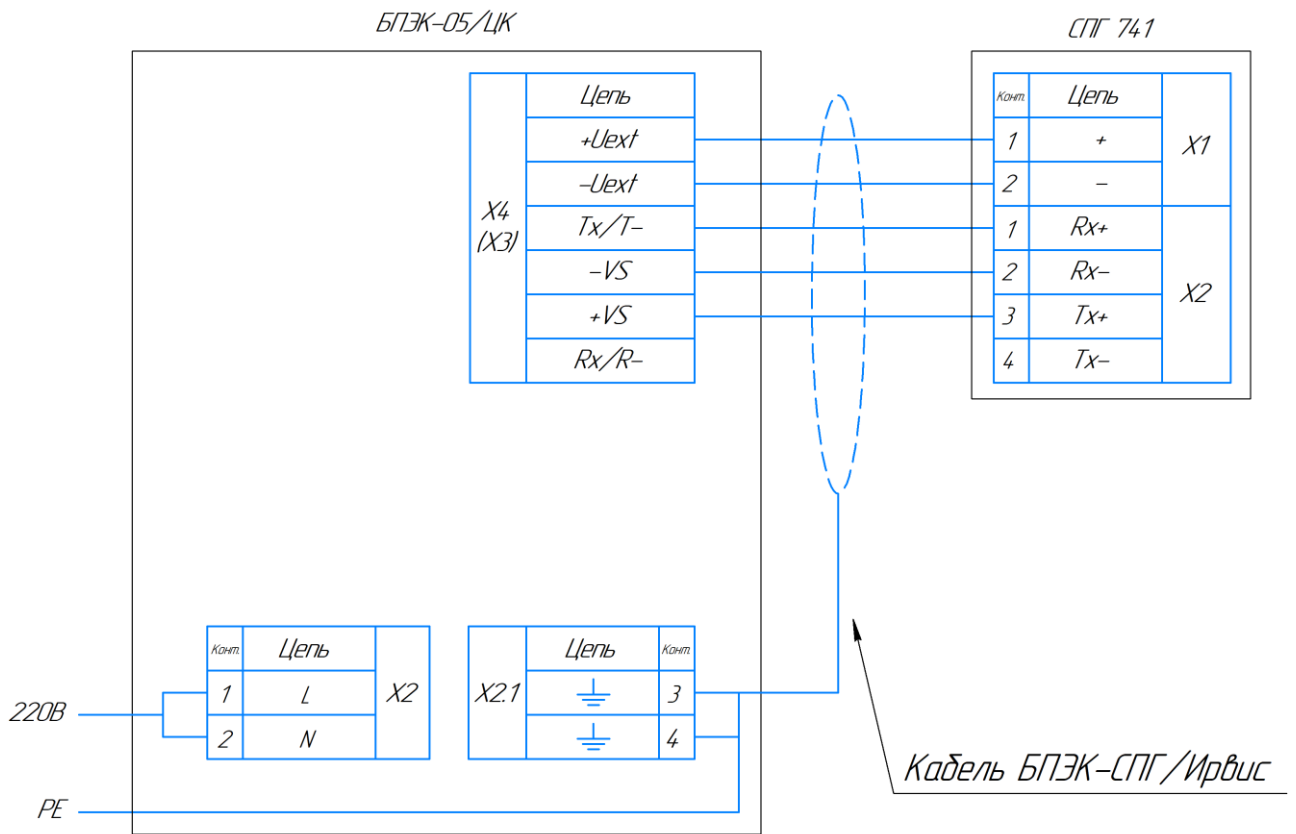 БПЭК-05/ЦК
СПГ 741
X4
(X3)
Цепь
+Uext
-Uext
Tx/T-
-VS
+VS
Rx/R-
Конт. Цепь
1 +
2 -
X1
1 Rx+
2 Rx-
3 Tx+
4 Tx-
X2
Конт. Цепь
1 L
2 N
X2
X2.1
Цепь Конт.
3
4
220В
PE
Кабель БПЭК-СПГ/Ирвис